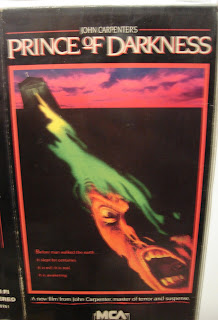 JOHN CARPENTER'S
PRINCE OF DARKNESS
Before man walked the earth...
it slept for centuries.
It is evil. It is real.
It is awakening.
A new film from John Carpenter, master of terror and suspense.
MCA